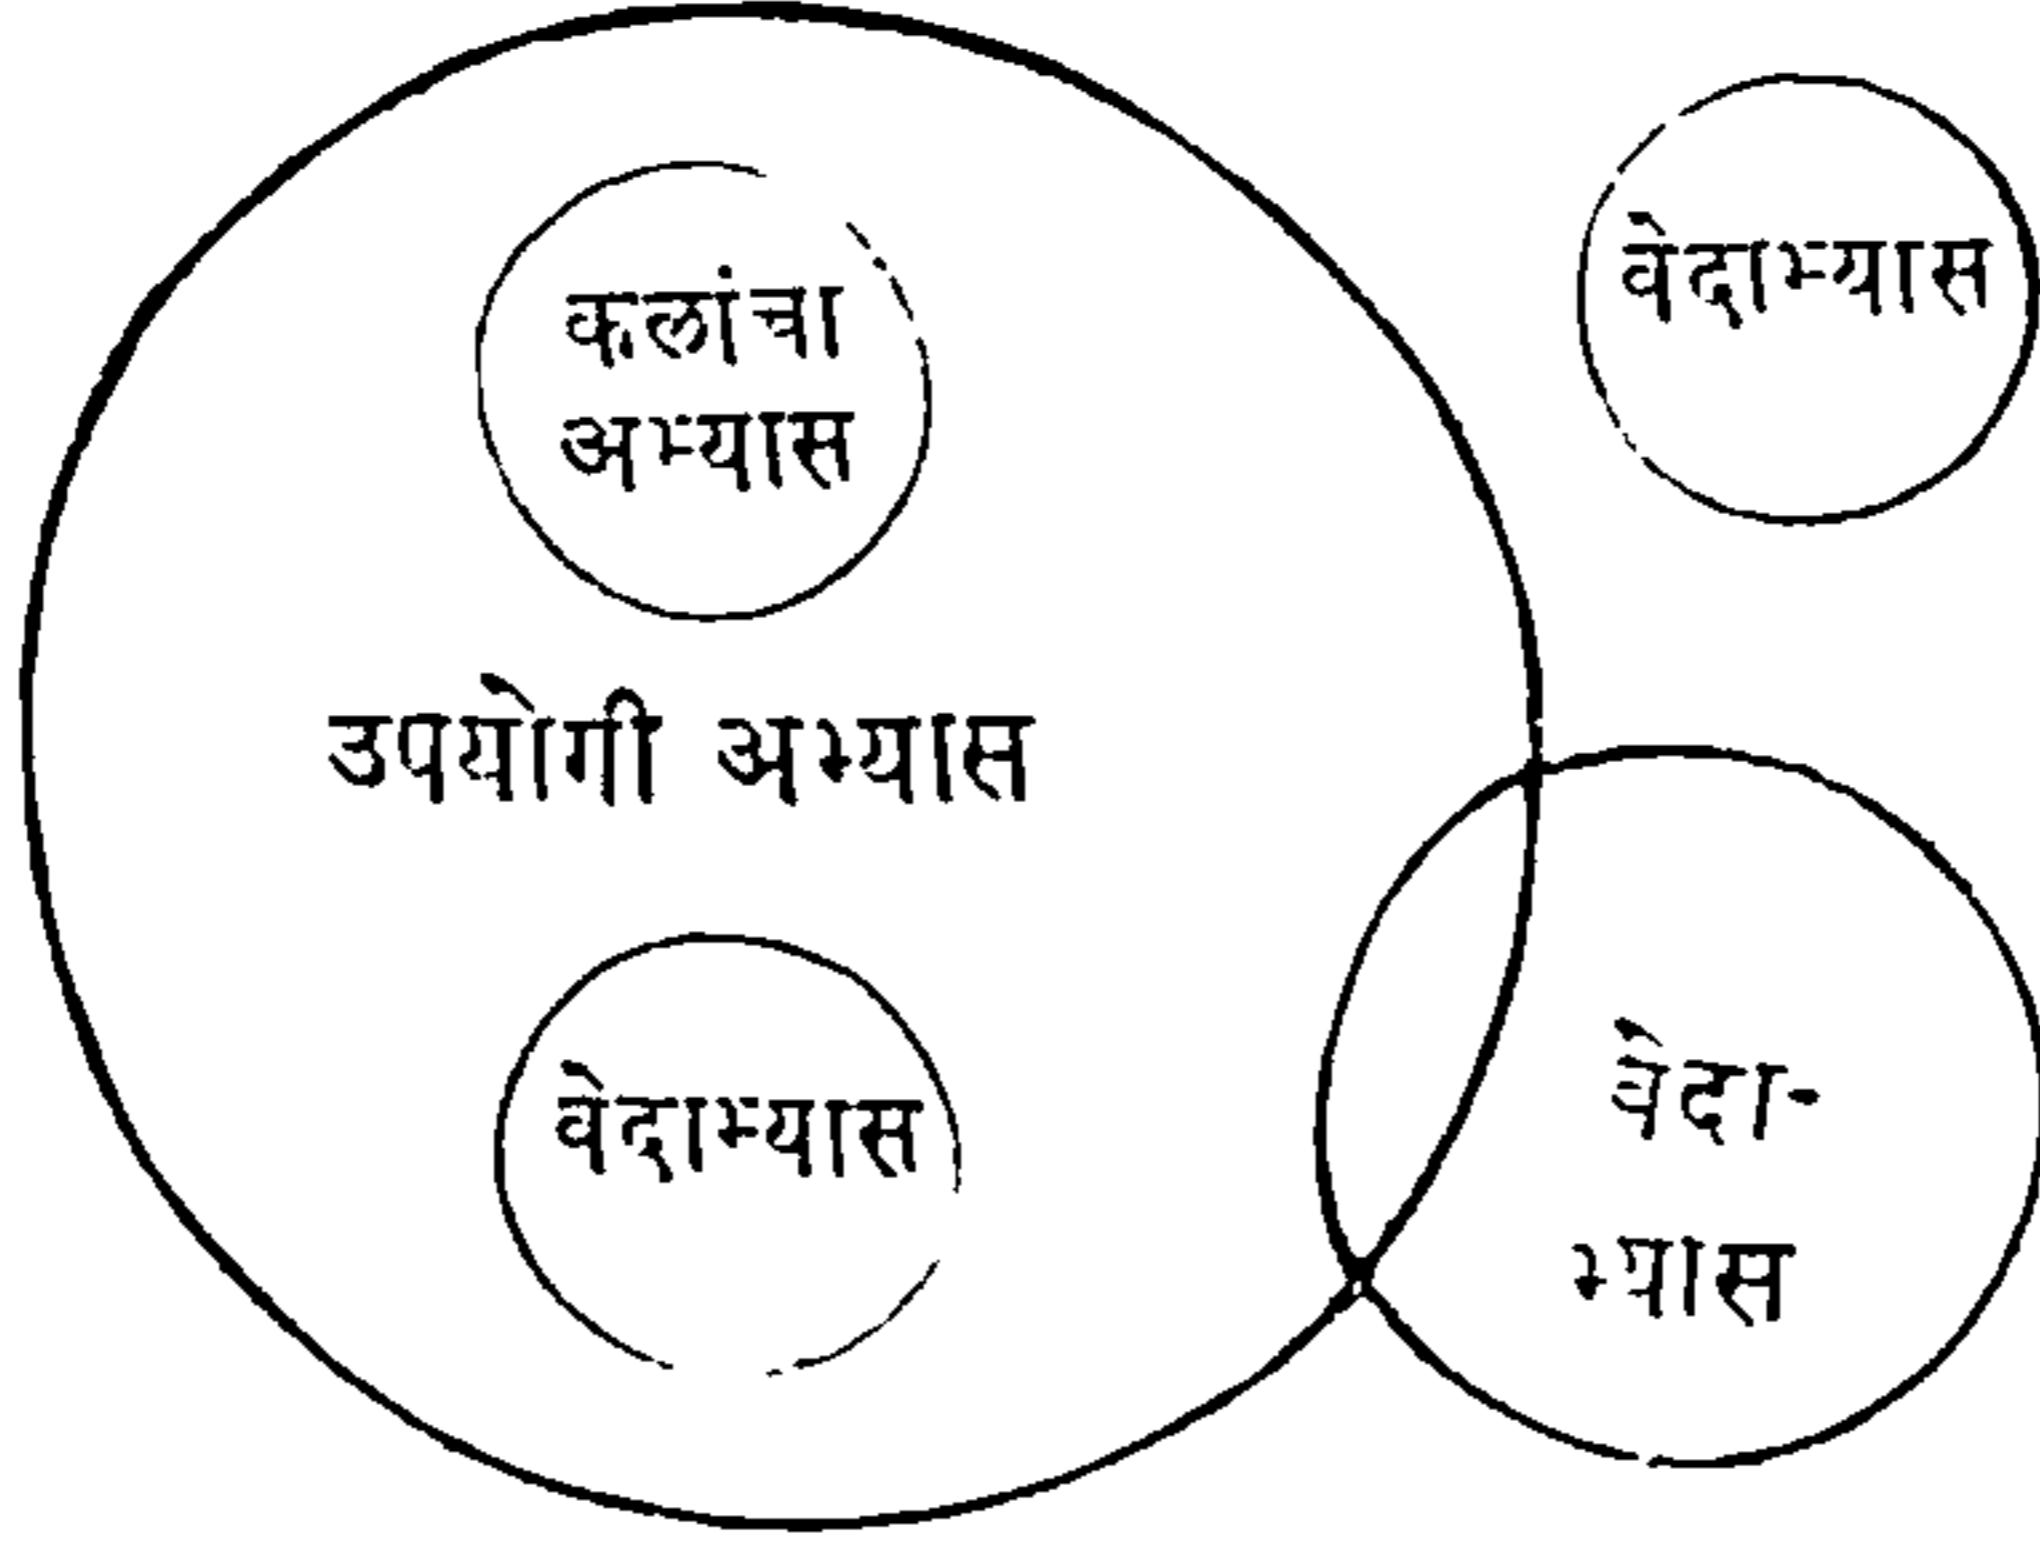 कलांचा
अभ्यास
वेदाभ्यास
उपयोगी अभ्यास
वेदाभ्यास
वेदा-
भ्यास